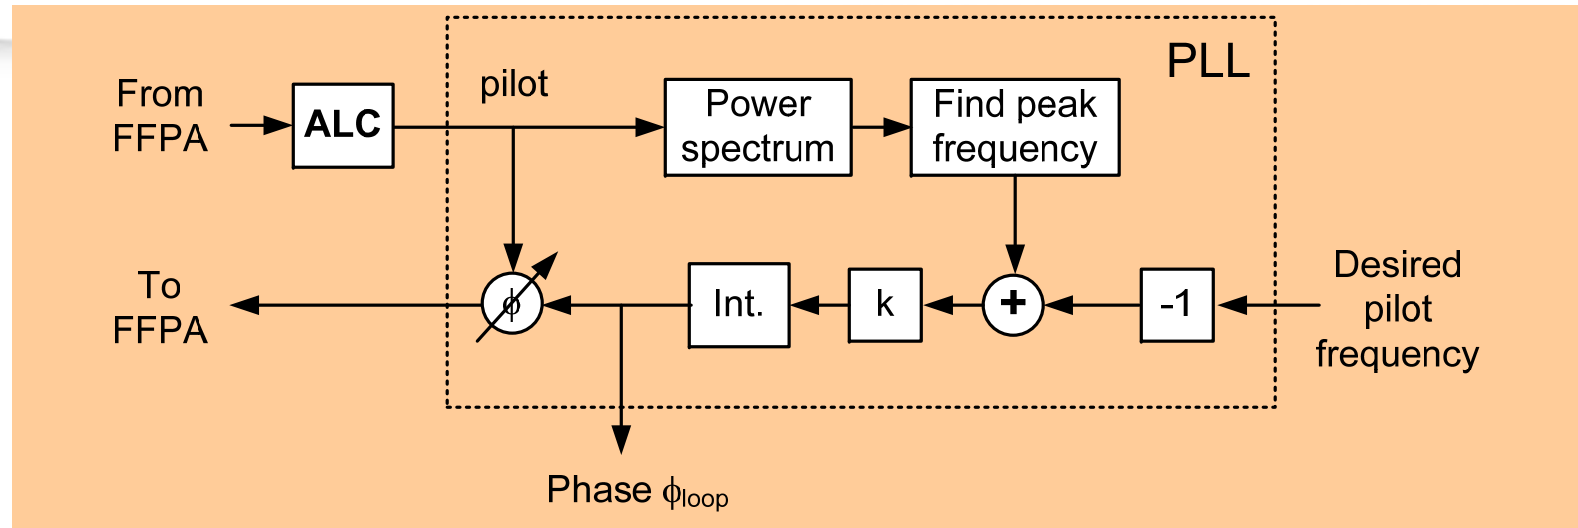 PLL
From
FFPA
ALC
pilot
Power
spectrum
Find peak
frequency
To
FFPA
ϕ
Int.
k
+
-1
Desired
pilot
frequency
Phase ϕloop